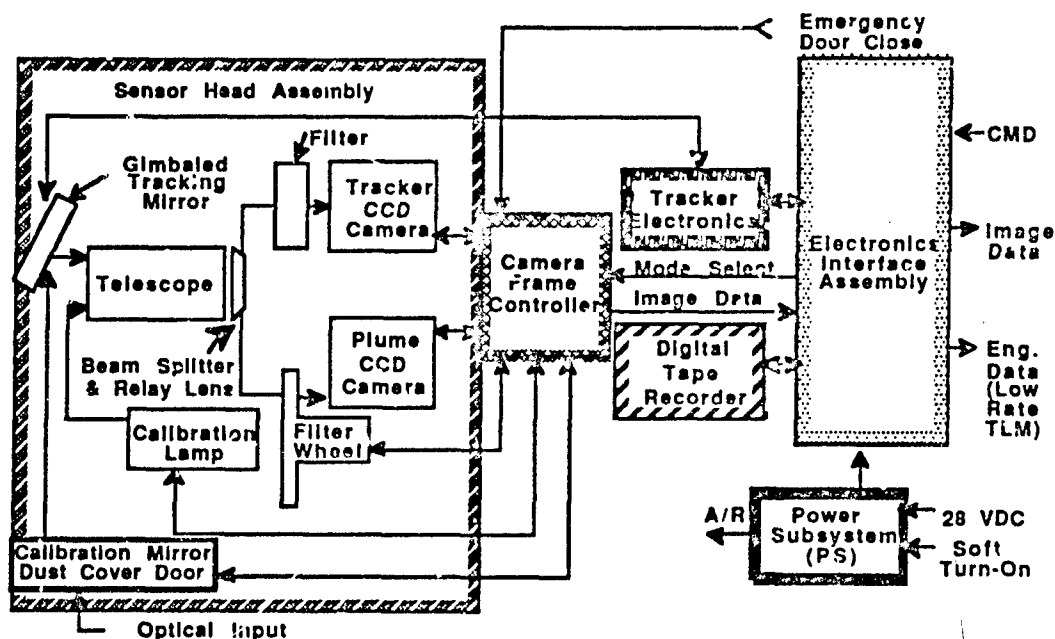 Emergency
Door Close
Sensor Head Assembly
Filter
Gimbaled
Tracking
Mirror
Tracker
CCD
Camera
Tracker
Electronics
CMD
Image
Data
Electronics
Interface
Assembly
Telescope
Camera
Frame
Controller
Mode Select
Image Data
Beam Splitter
& Relay Lens
Plume
CCD
Camera
Digital
Tape
Recorder
Eng.
Data
(Low
Rate
TLM)
Calibration
Lamp
Filter
Wheel
A/R
Power
Subsystem
(PS)
28 VDC
Soft
Turn-On
Calibration Mirror
Dust Cover Door
Optical Input